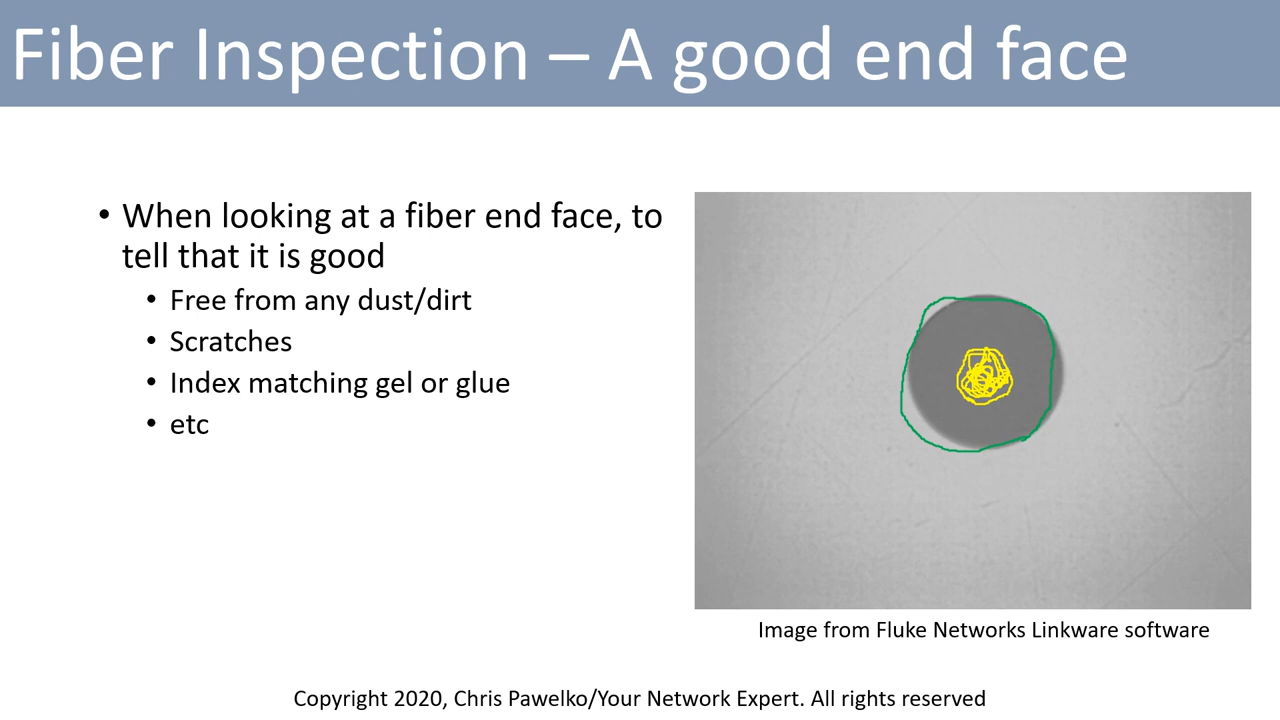 Fiber Inspection – A good end face
• When looking at a fiber end face, to
tell that it is good
• Free from any dust/dirt
• Scratches
• Index matching gel or glue
• etc
Image from Fluke Networks Linkware software
Copyright 2020, Chris Pawelko/Your Network Expert. All rights reserved